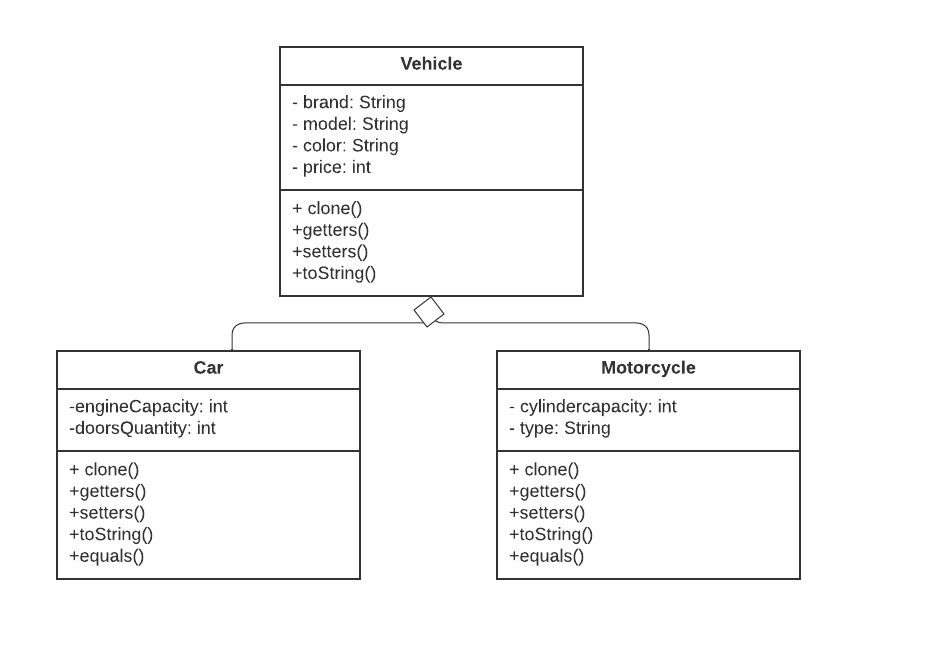 Vehicle
- brand: String
- model: String
- color: String
- price: int
+ clone()
+getters()
+setters()
+toString()
Car
-engineCapacity: int
-doorsQuantity: int
+ clone()
+getters()
+setters()
+toString()
+equals()
Motorcycle
- cylindercapacity: int
- type: String
+ clone()
+getters()
+setters()
+toString()
+equals()